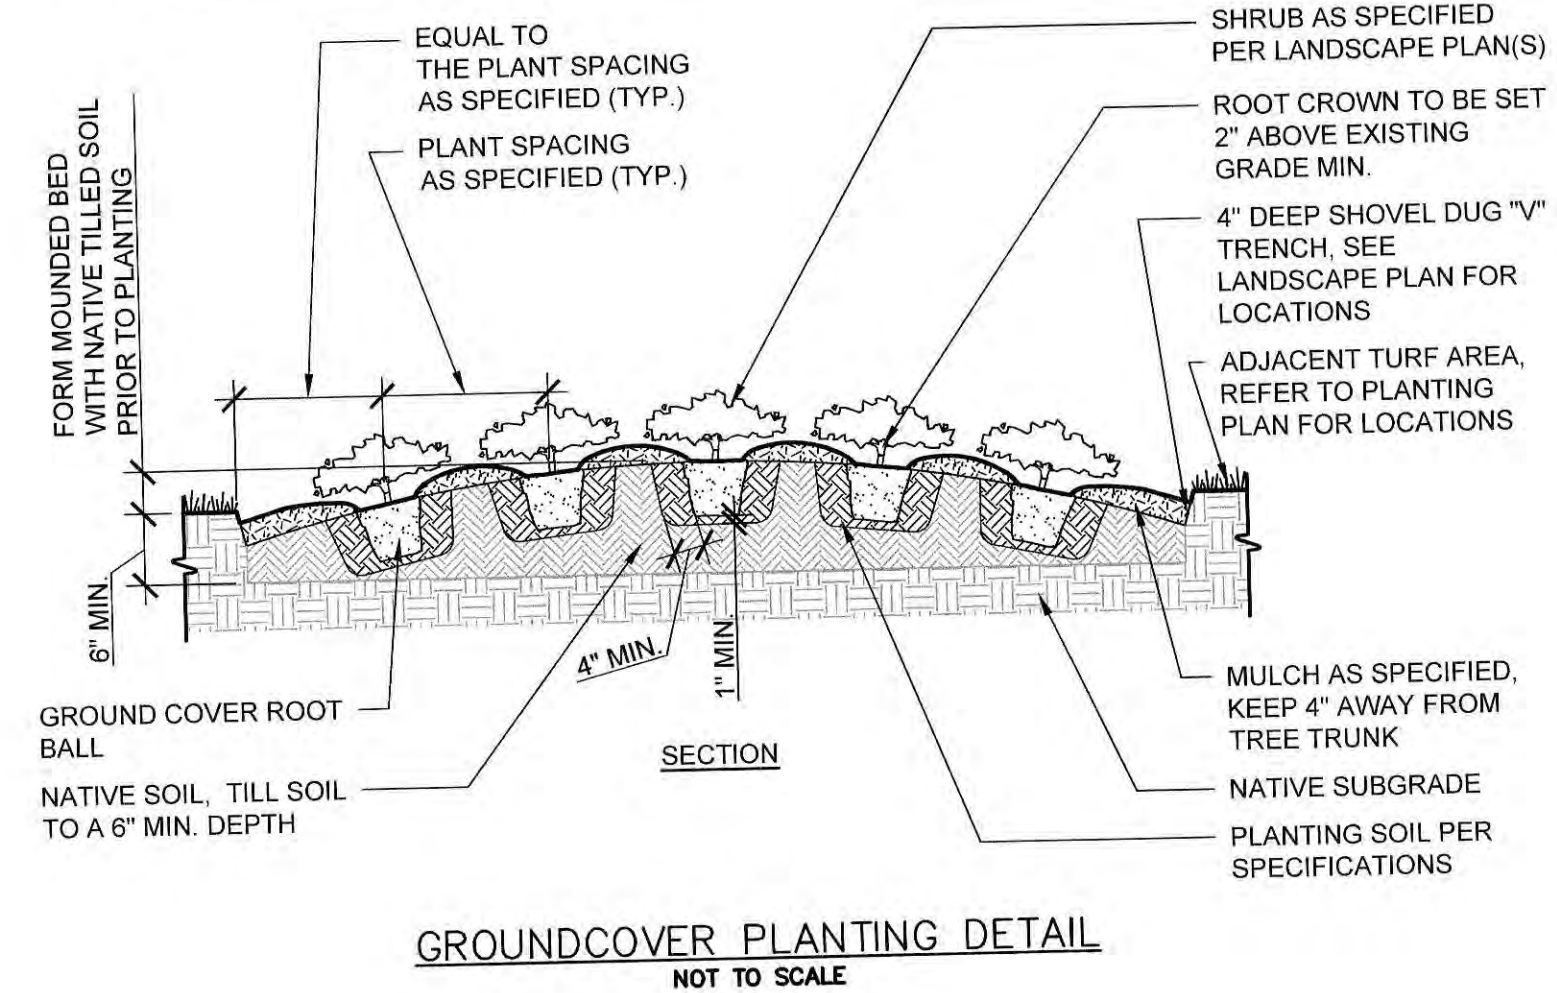 EQUAL TO
THE PLANT SPACING
AS SPECIFIED (TYP.)
PLANT SPACING
AS SPECIFIED (TYP.)
FORM MOUNDED BED
WITH NATIVE TILLED SOIL
PRIOR TO PLANTING
SHRUB AS SPECIFIED
PER LANDSCAPE PLAN(S)
ROOT CROWN TO BE SET
2" ABOVE EXISTING
GRADE MIN.
4" DEEP SHOVEL DUG "V"
TRENCH, SEE
LANDSCAPE PLAN FOR
LOCATIONS
ADJACENT TURF AREA,
REFER TO PLANTING
PLAN FOR LOCATIONS
6" MIN.
4" MIN.
1" MIN.
GROUND COVER ROOT
BALL
NATIVE SOIL, TILL SOIL
TO A 6" MIN. DEPTH
SECTION
MULCH AS SPECIFIED,
KEEP 4" AWAY FROM
TREE TRUNK
NATIVE SUBGRADE
PLANTING SOIL PER
SPECIFICATIONS
GROUNDCOVER PLANTING DETAIL
NOT TO SCALE